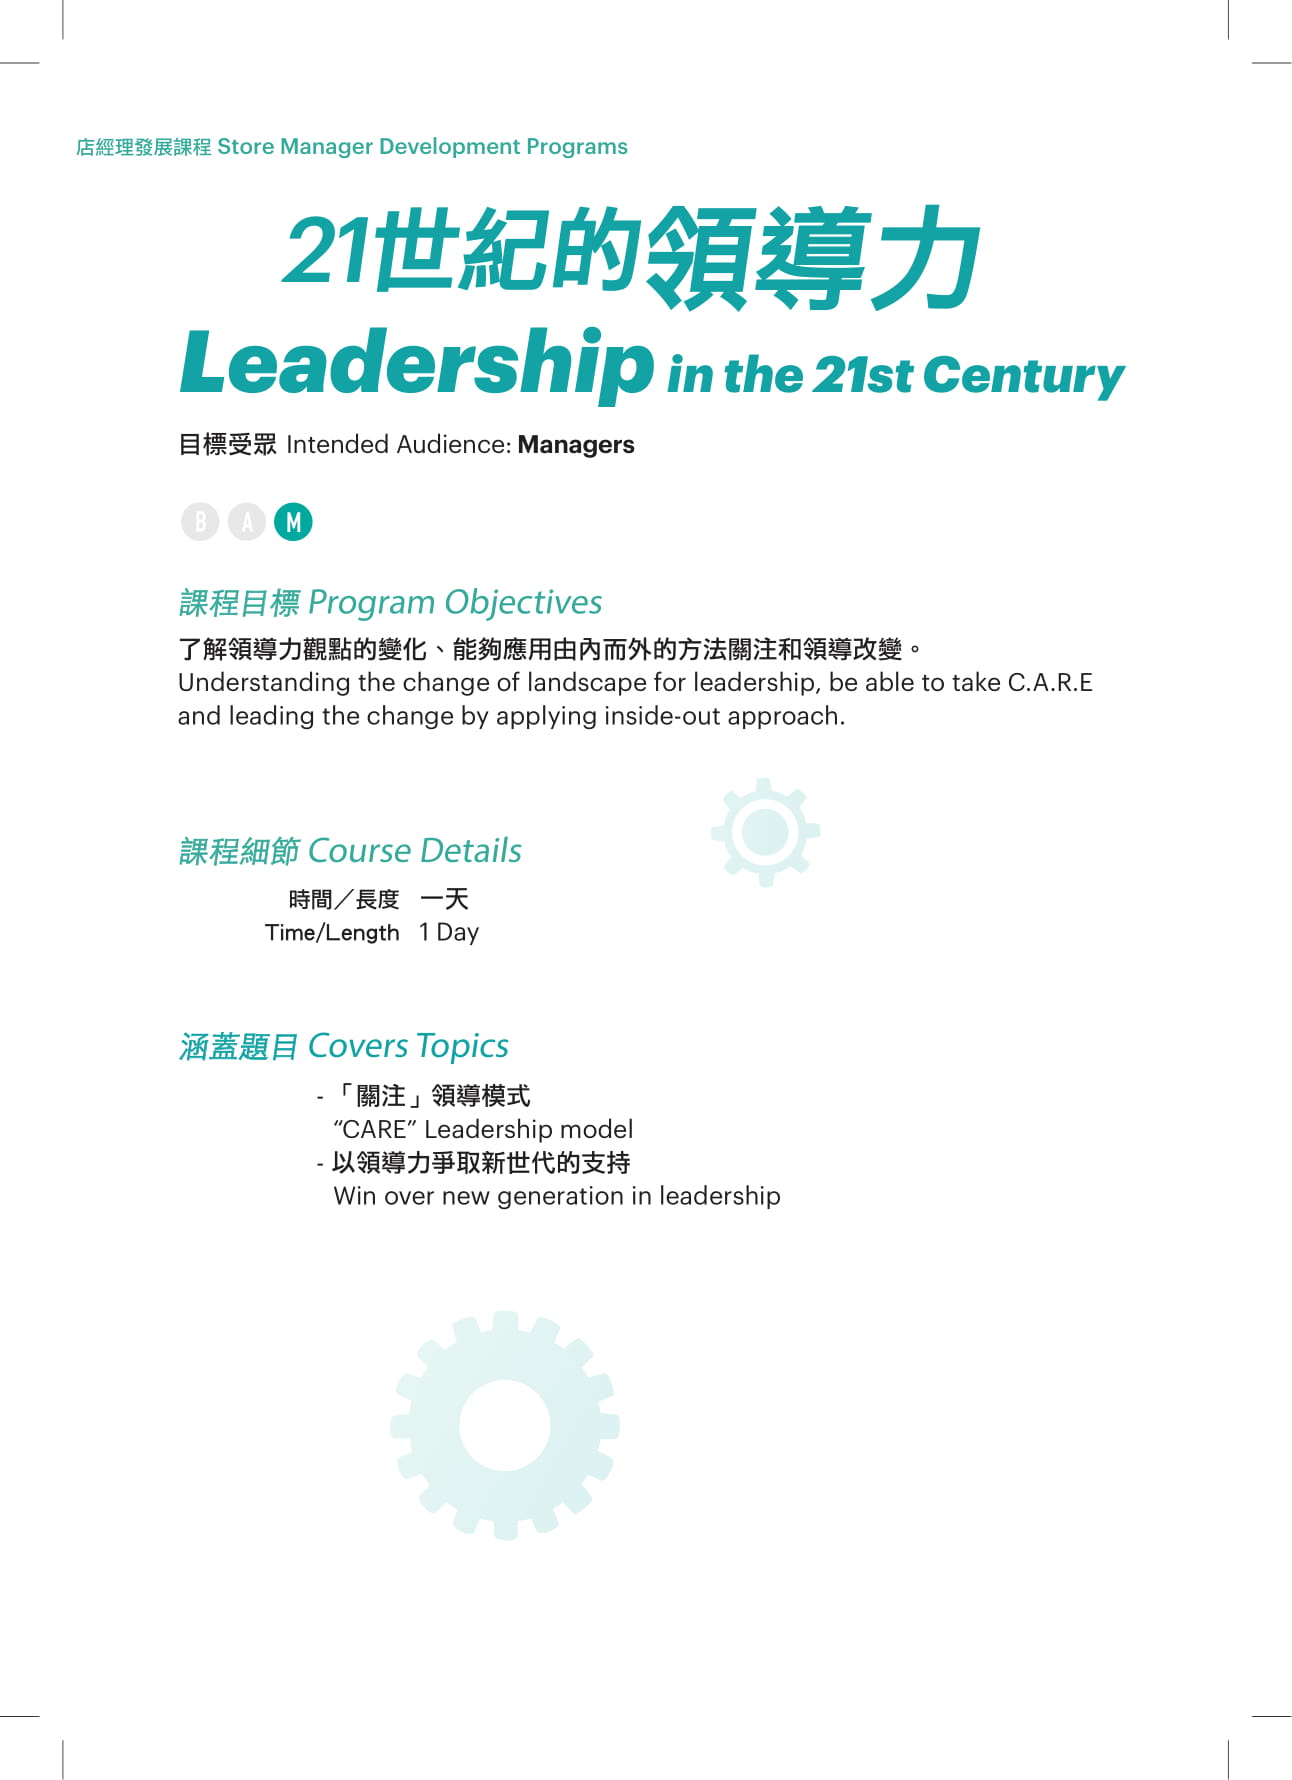 店經理發展課程 Store Manager Development Programs
21世紀的領導力
Leadership in the 21st Century
目標受眾 Intended Audience: Managers
B A M
課程目標 Program Objectives
了解領導力觀點的變化、能夠應用由內而外的方法關注和領導改變。
Understanding the change of landscape for leadership, be able to take C.A.R.E
and leading the change by applying inside-out approach.
課程細節 Course Details
時間／長度 一天
Time/Length 1 Day
涵蓋題目 Covers Topics
- 「關注」領導模式
“CARE” Leadership model
- 以領導力爭取新世代的支持
Win over new generation in leadership